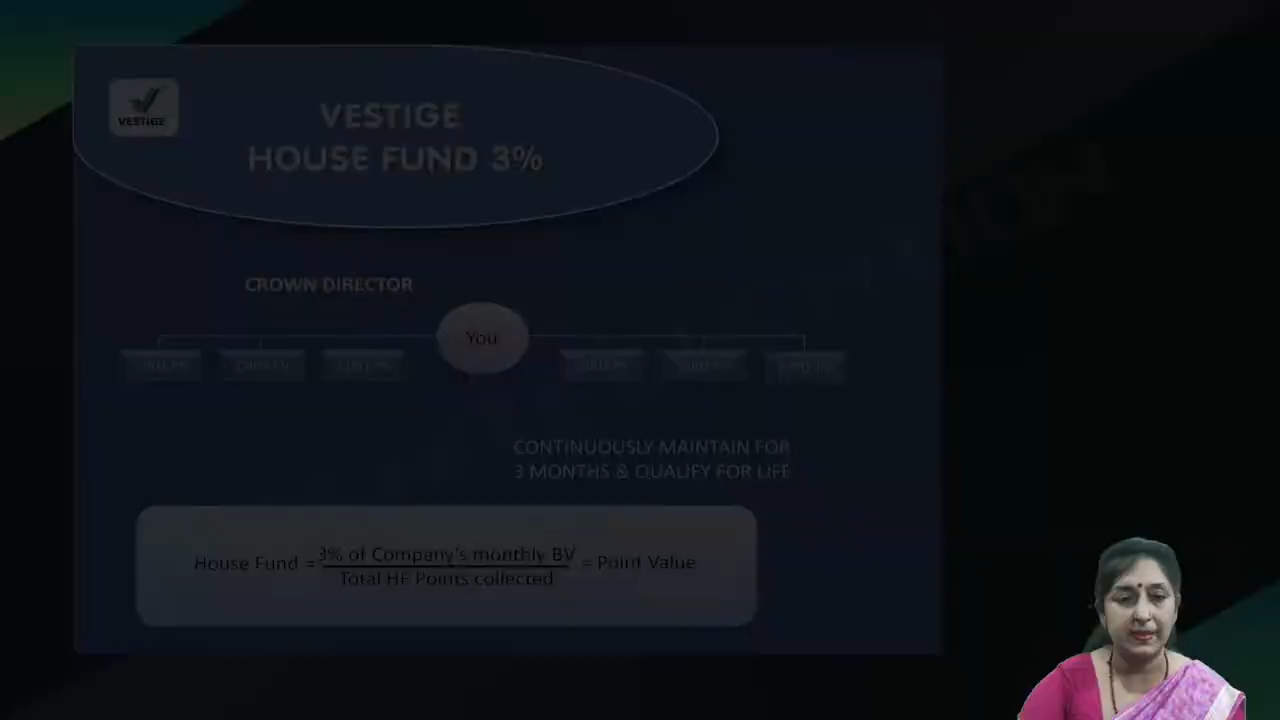 VESTIGE
VESTIGE
HOUSE FUND 3%
CROWN DIRECTOR
You
CONTINUOUSLY MAINTAIN FOR
3 MONTHS & QUALIFY FOR LIFE
House Fund = 3% of Company's monthly BV = Point Value
Total HF Points collected